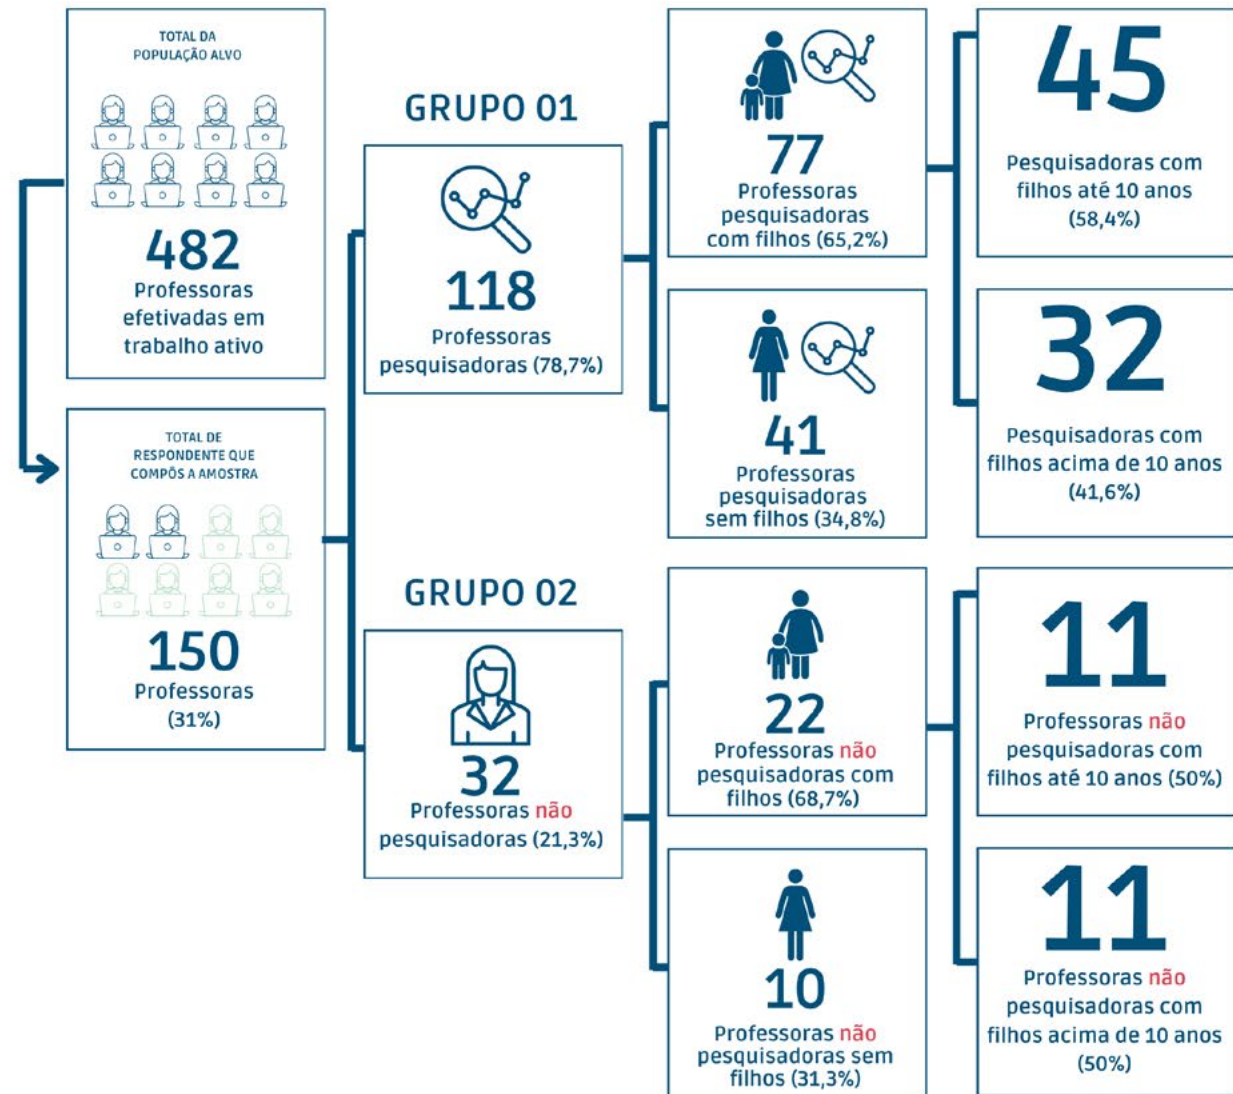 TOTAL DA
POPULAÇÃO ALVO
482
Professoras
efetivadas em
trabalho ativo
TOTAL DE
RESPONDENTE QUE
COMPÔS A AMOSTRA
150
Professoras
(31%)
GRUPO 01
118
Professoras
pesquisadoras (78,7%)
77
Professoras
pesquisadoras
com filhos (65,2%)
45
Pesquisadoras com
filhos até 10 anos
(58,4%)
32
Pesquisadoras com
filhos acima de 10 anos
(41,6%)
41
Professoras
pesquisadoras
sem filhos (34,8%)
GRUPO 02
32
Professoras não
pesquisadoras (21,3%)
22
Professoras não
pesquisadoras com
filhos (68,7%)
11
Professoras não
pesquisadoras com
filhos até 10 anos (50%)
11
Professoras não
pesquisadoras com
filhos acima de 10 anos
(50%)
10
Professoras não
pesquisadoras sem
filhos (31,3%)